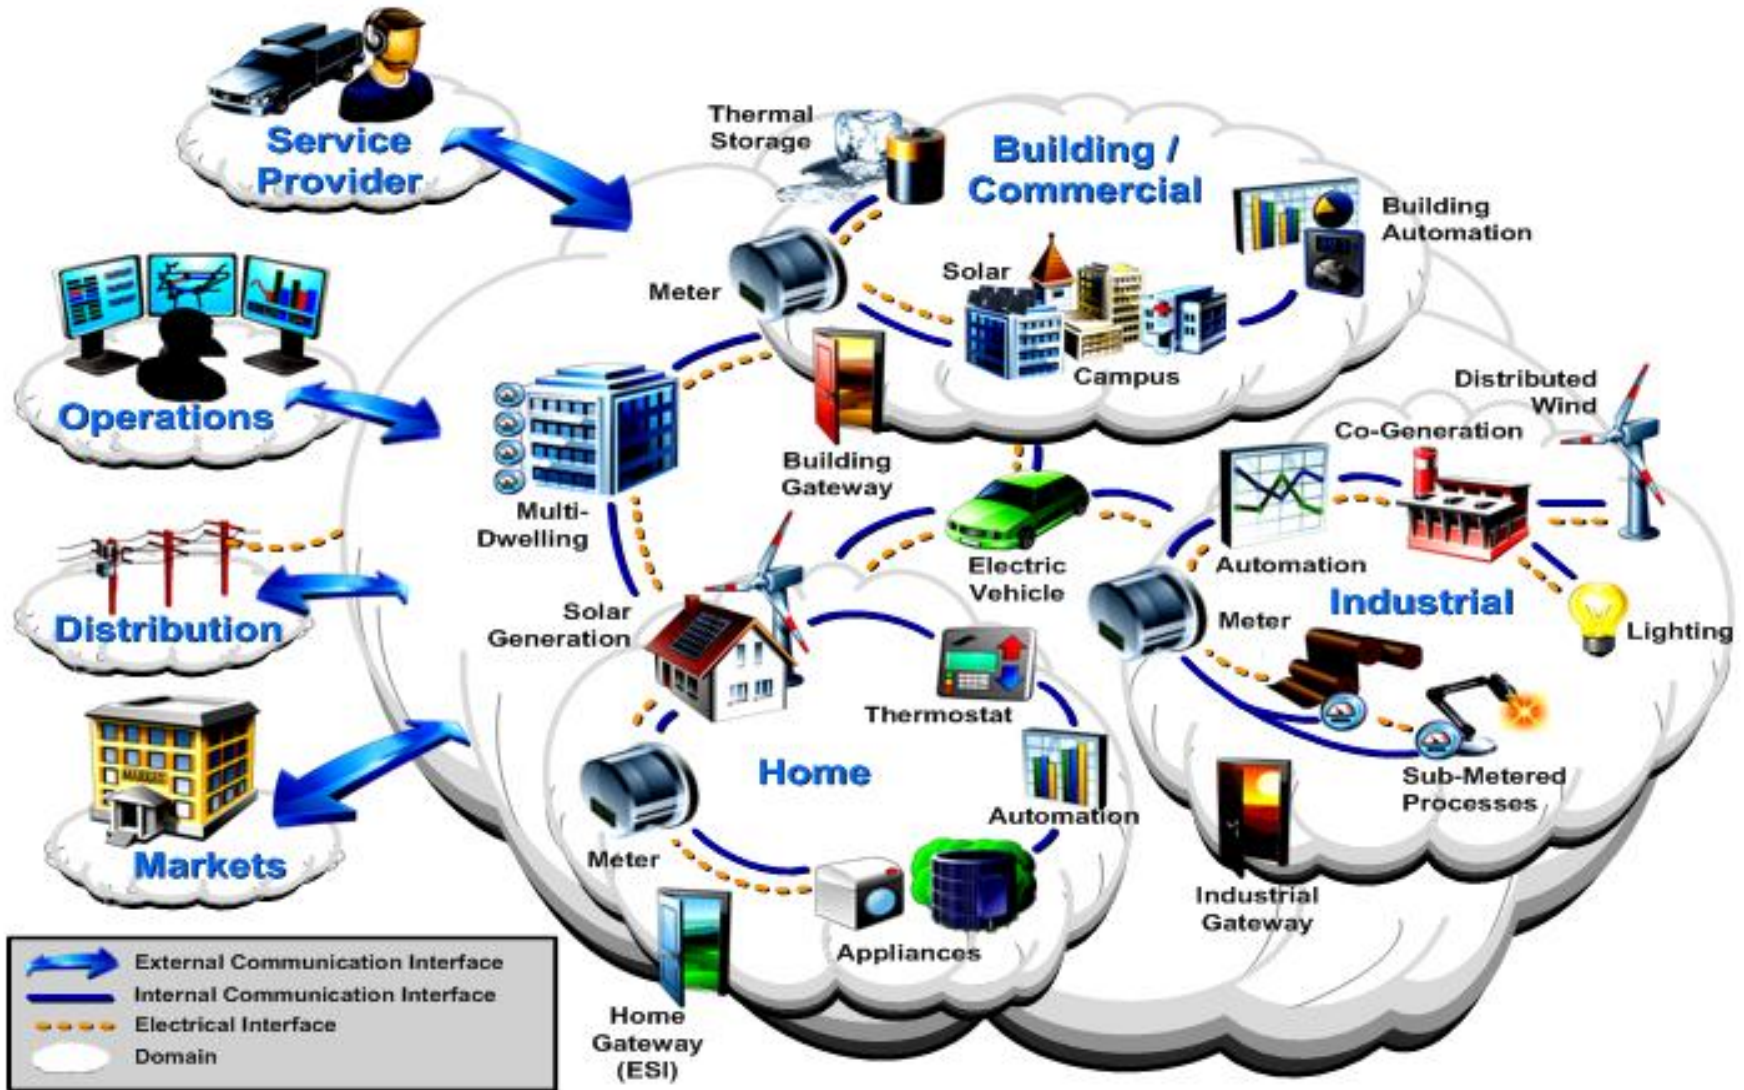 Service
Provider
Operations
Distribution
MARKET
Markets
Thermal
Storage
Building /
Commercial
Building
Automation
Meter
Solar
Campus
Multi-
Dwelling
Building
Gateway
Electric
Vehicle
Distributed
Wind
Co-Generation
Automation
Industrial
Meter
Lighting
Sub-Metered
Processes
Industrial
Gateway
Solar
Generation
Thermostat
Home
Automation
Meter
Appliances
Home
Gateway
(ESI)
External Communication Interface
Internal Communication Interface
Electrical Interface
Domain